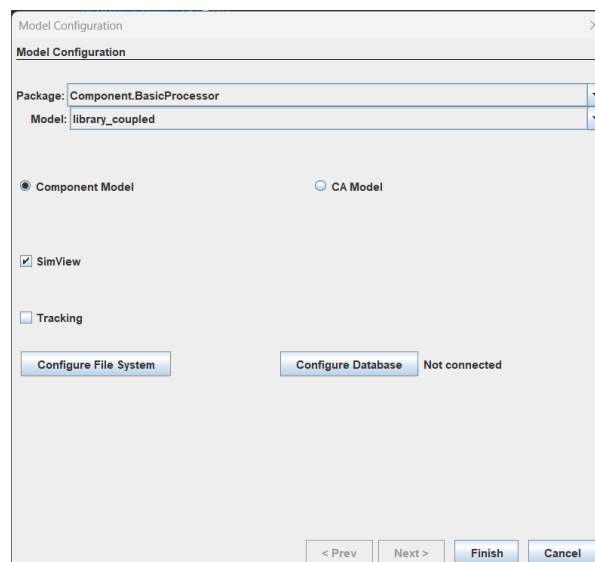 Model Configuration
Model Configuration
Package: Component.BasicProcessor
Model: library_coupled
Component Model CA Model
SimView
Tracking
Configure File System Configure Database Not connected
< Prev Next > Finish Cancel